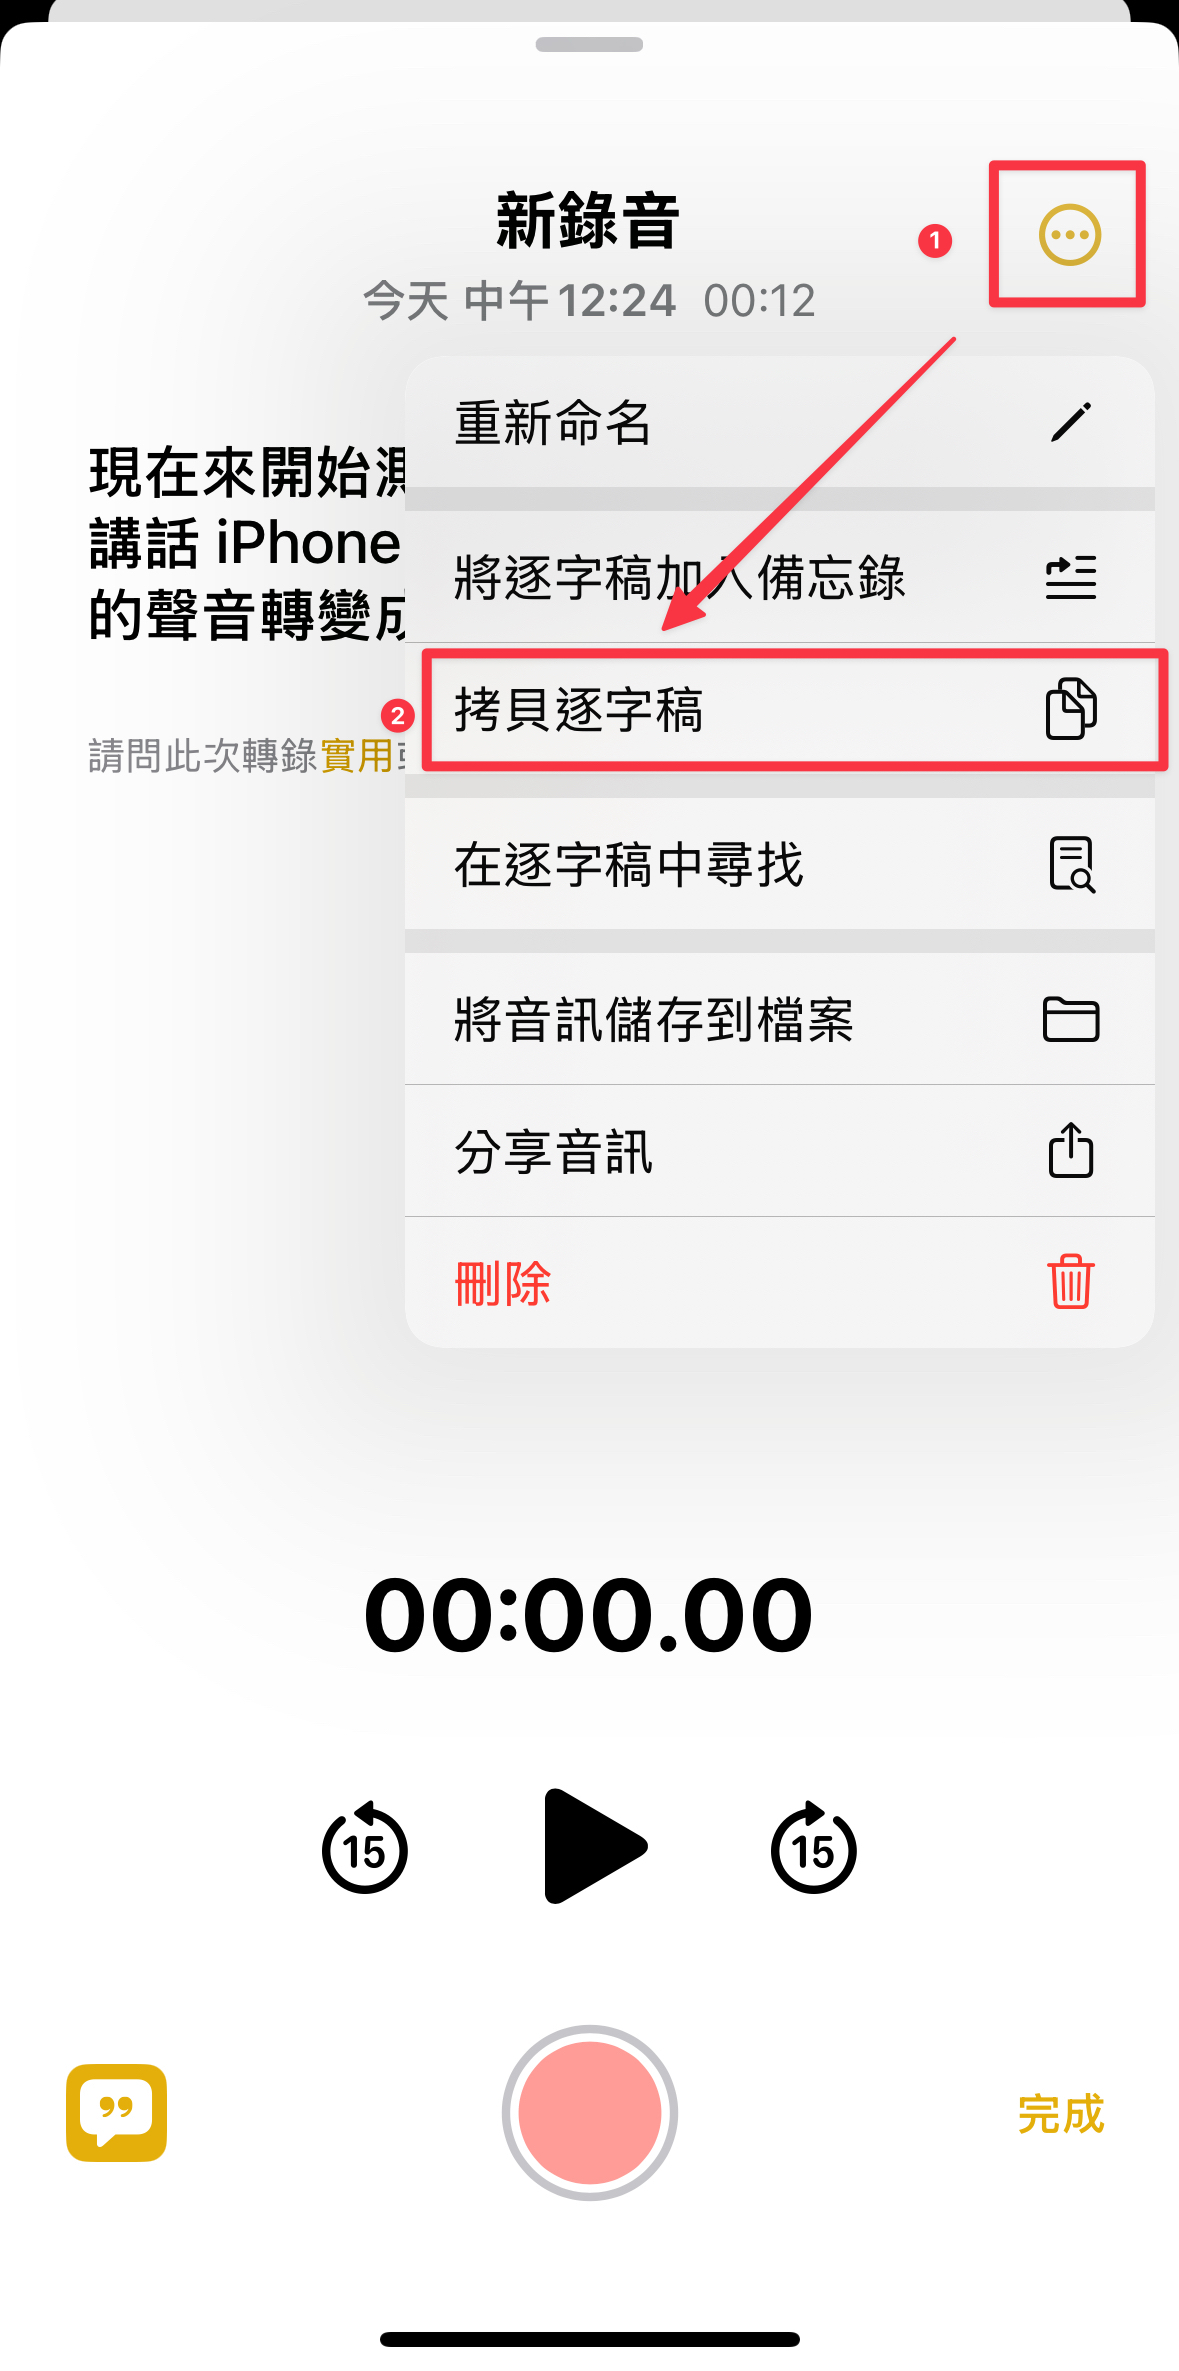 新錄音
1
今天 中午 12:24 00:12
重新命名
現在來開始
講話 iPhone
的聲音轉變
將逐字稿加入備忘錄
2
拷貝逐字稿
請問此次轉錄實用
在逐字稿中尋找
將音訊儲存到檔案
分享音訊
刪除
00:00.00
15
15
完成